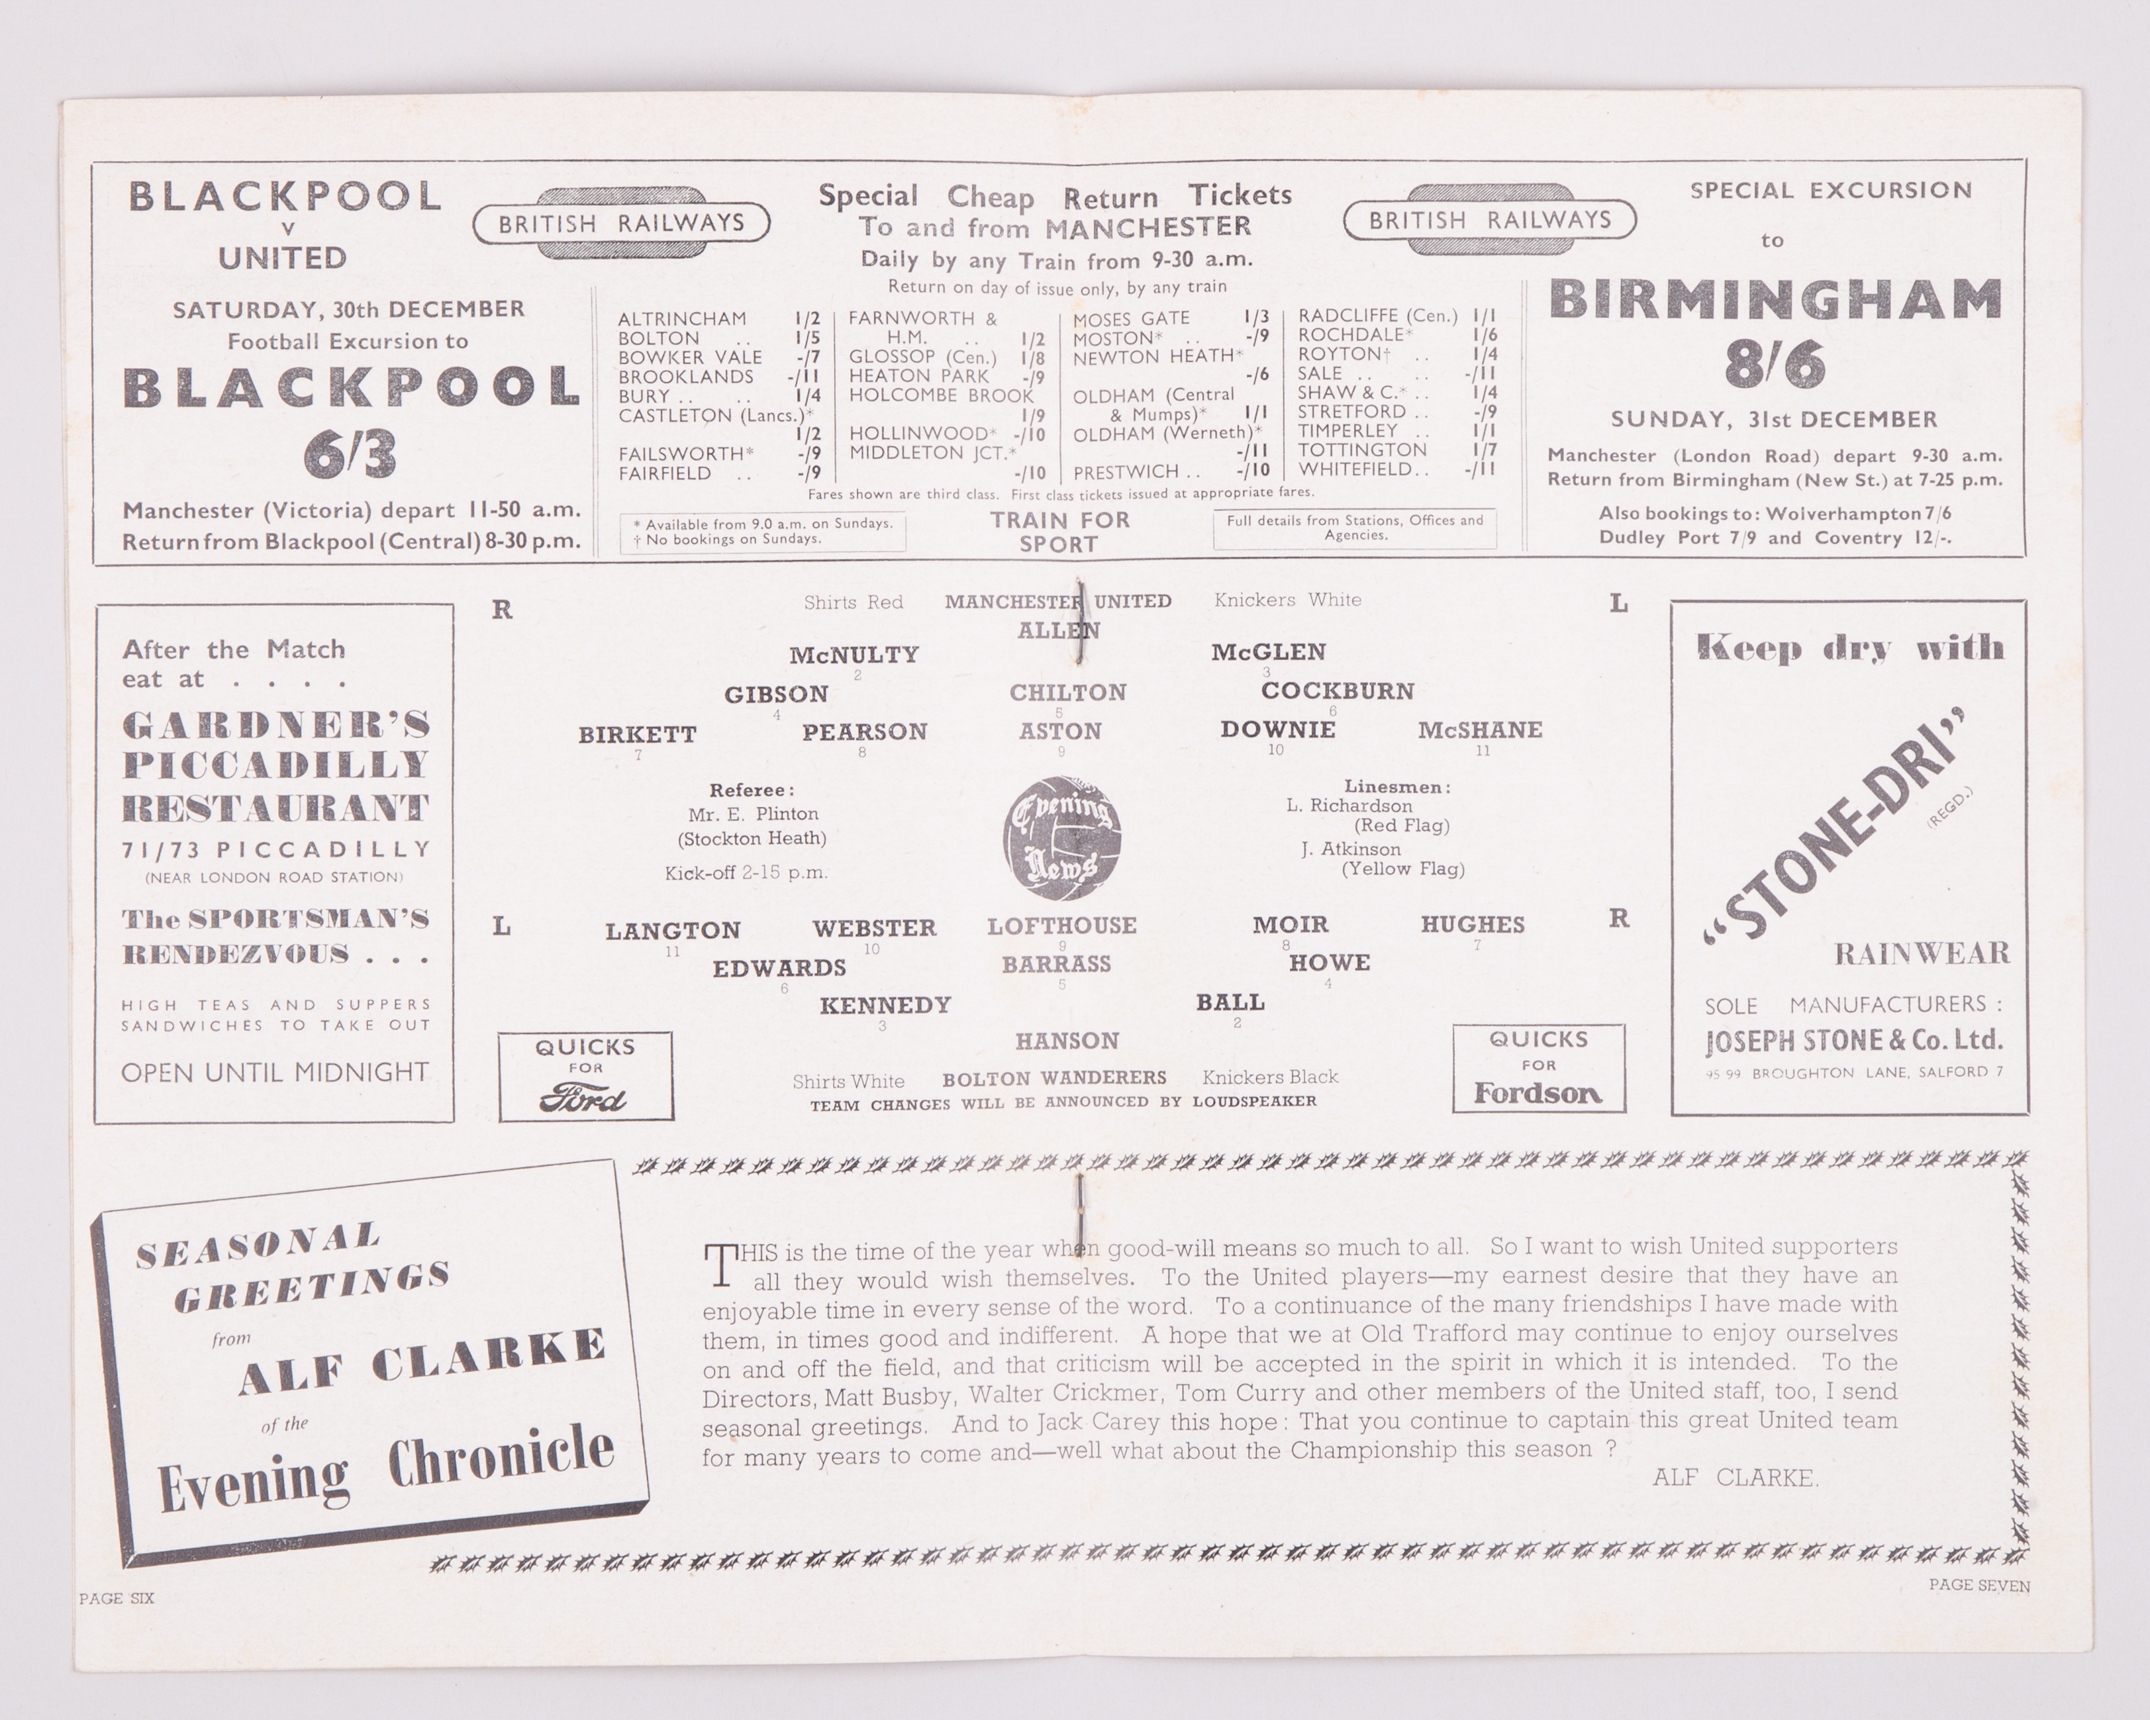 BLACKPOOL
v
UNITED
SATURDAY, 30th DECEMBER
Football Excursion to
BLACKPOOL
6/3
Manchester (Victoria) depart 11-50 a.m.
Return from Blackpool (Central) 8-30 p.m.
BRITISH RAILWAYS
Special Cheap Return Tickets
To and from MANCHESTER
Daily by any Train from 9-30 a.m.
Return on day of issue only, by any train
BRITISH RAILWAYS
ALTRINCHAM 1/2
BOLTON .. 1/5
BOWKER VALE -/7
BROOKLANDS -/11
BURY .. .. 1/4
CASTLETON (Lancs.)*
1/2
FAILSWORTH* -/9
FAIRFIELD .. -/9
FARNWORTH &
H.M. .. 1/2
GLOSSOP (Cen.) 1/8
HEATON PARK -/9
HOLCOMBE BROOK
1/9
HOLLINWOOD* -/10
MIDDLETON JCT.*
-/10
MOSES GATE 1/3
MOSTON* .. -/9
NEWTON HEATH*
-/6
OLDHAM (Central
& Mumps)* 1/1
OLDHAM (Werneth)*
-/11
PRESTWICH .. -/10
RADCLIFFE (Cen.) 1/1
ROCHDALE* 1/6
ROYTON† .. 1/4
SALE .. .. -/11
SHAW & C.* .. 1/4
STRETFORD .. -/9
TIMPERLEY .. 1/1
TOTTINGTON 1/7
WHITEFIELD .. -/11
Fares shown are third class. First class tickets issued at appropriate fares.
* Available from 9.0 a.m. on Sundays.
† No bookings on Sundays.
TRAIN FOR
SPORT
Full details from Stations, Offices and
Agencies.
SPECIAL EXCURSION
to
BIRMINGHAM
8/6
SUNDAY, 31st DECEMBER
Manchester (London Road) depart 9-30 a.m.
Return from Birmingham (New St.) at 7-25 p.m.
Also bookings to: Wolverhampton 7/6
Dudley Port 7/9 and Coventry 12/-.
After the Match
eat at . . . .
GARDNER'S
PICCADILLY
RESTAURANT
71/73 PICCADILLY
(NEAR LONDON ROAD STATION)
The SPORTSMAN'S
RENDEZVOUS . . .
HIGH TEAS AND SUPPERS
SANDWICHES TO TAKE OUT
OPEN UNTIL MIDNIGHT
R Shirts Red MANCHESTER UNITED Knickers White L
ALLEN
McNULTY McGLEN
2 3
GIBSON CHILTON COCKBURN
4 5 6
BIRKETT PEARSON ASTON DOWNIE McSHANE
7 8 9 10 11
Referee:
Mr. E. Plinton
(Stockton Heath)
Kick-off 2-15 p.m.
Evening
News
Linesmen:
L. Richardson
(Red Flag)
J. Atkinson
(Yellow Flag)
L LANGTON WEBSTER LOFTHOUSE MOIR HUGHES R
11 10 9 8 7
EDWARDS BARRASS HOWE
6 5 4
KENNEDY BALL
3 2
HANSON
Shirts White BOLTON WANDERERS Knickers Black
TEAM CHANGES WILL BE ANNOUNCED BY LOUDSPEAKER
QUICKS
FOR
Ford
QUICKS
FOR
Fordson
Keep dry with
"STONE-DRI"
(REGD.)
RAINWEAR
SOLE MANUFACTURERS:
JOSEPH STONE & Co. Ltd.
95 99 BROUGHTON LANE, SALFORD 7
SEASONAL
GREETINGS
from
ALF CLARKE
of the
Evening Chronicle
THIS is the time of the year when good-will means so much to all. So I want to wish United supporters
all they would wish themselves. To the United players—my earnest desire that they have an
enjoyable time in every sense of the word. To a continuance of the many friendships I have made with
them, in times good and indifferent. A hope that we at Old Trafford may continue to enjoy ourselves
on and off the field, and that criticism will be accepted in the spirit in which it is intended. To the
Directors, Matt Busby, Walter Crickmer, Tom Curry and other members of the United staff, too, I send
seasonal greetings. And to Jack Carey this hope: That you continue to captain this great United team
for many years to come and—well what about the Championship this season ?
ALF CLARKE.
PAGE SIX
PAGE SEVEN